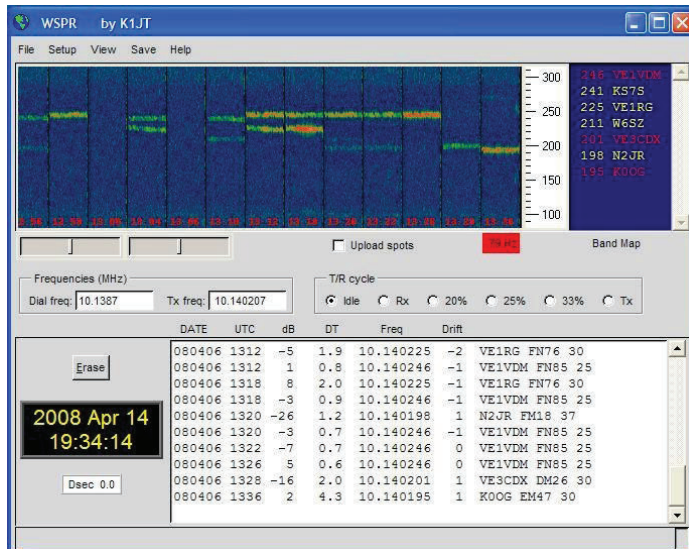 WSPR by K1JT
File Setup View Save Help
300
250
200
150
100
246 VE1VDM
241 KS7S
225 VE1RG
211 W6SZ
201 VE3CDX
198 N2JR
195 K0OG
Upload spots
Band Map
Frequencies (MHz)
Dial freq: 10.1387 Tx freq: 10.140207
T/R cycle
Idle Rx 20% 25% 33% Tx
DATE UTC dB DT Freq Drift
Erase
2008 Apr 14
19:34:14
Dsec 0.0
080406 1312 -5 1.9 10.140225 -2 VE1RG FN76 30
080406 1312 1 0.8 10.140246 -1 VE1VDM FN85 25
080406 1318 8 2.0 10.140225 -1 VE1RG FN76 30
080406 1318 -3 0.9 10.140246 -1 VE1VDM FN85 25
080406 1320 -26 1.2 10.140198 1 N2JR FM18 37
080406 1320 -3 0.7 10.140246 -1 VE1VDM FN85 25
080406 1322 -7 0.7 10.140246 0 VE1VDM FN85 25
080406 1326 5 0.6 10.140246 0 VE1VDM FN85 25
080406 1328 -16 2.0 10.140201 1 VE3CDX DM26 30
080406 1336 2 4.3 10.140195 1 K0OG EM47 30